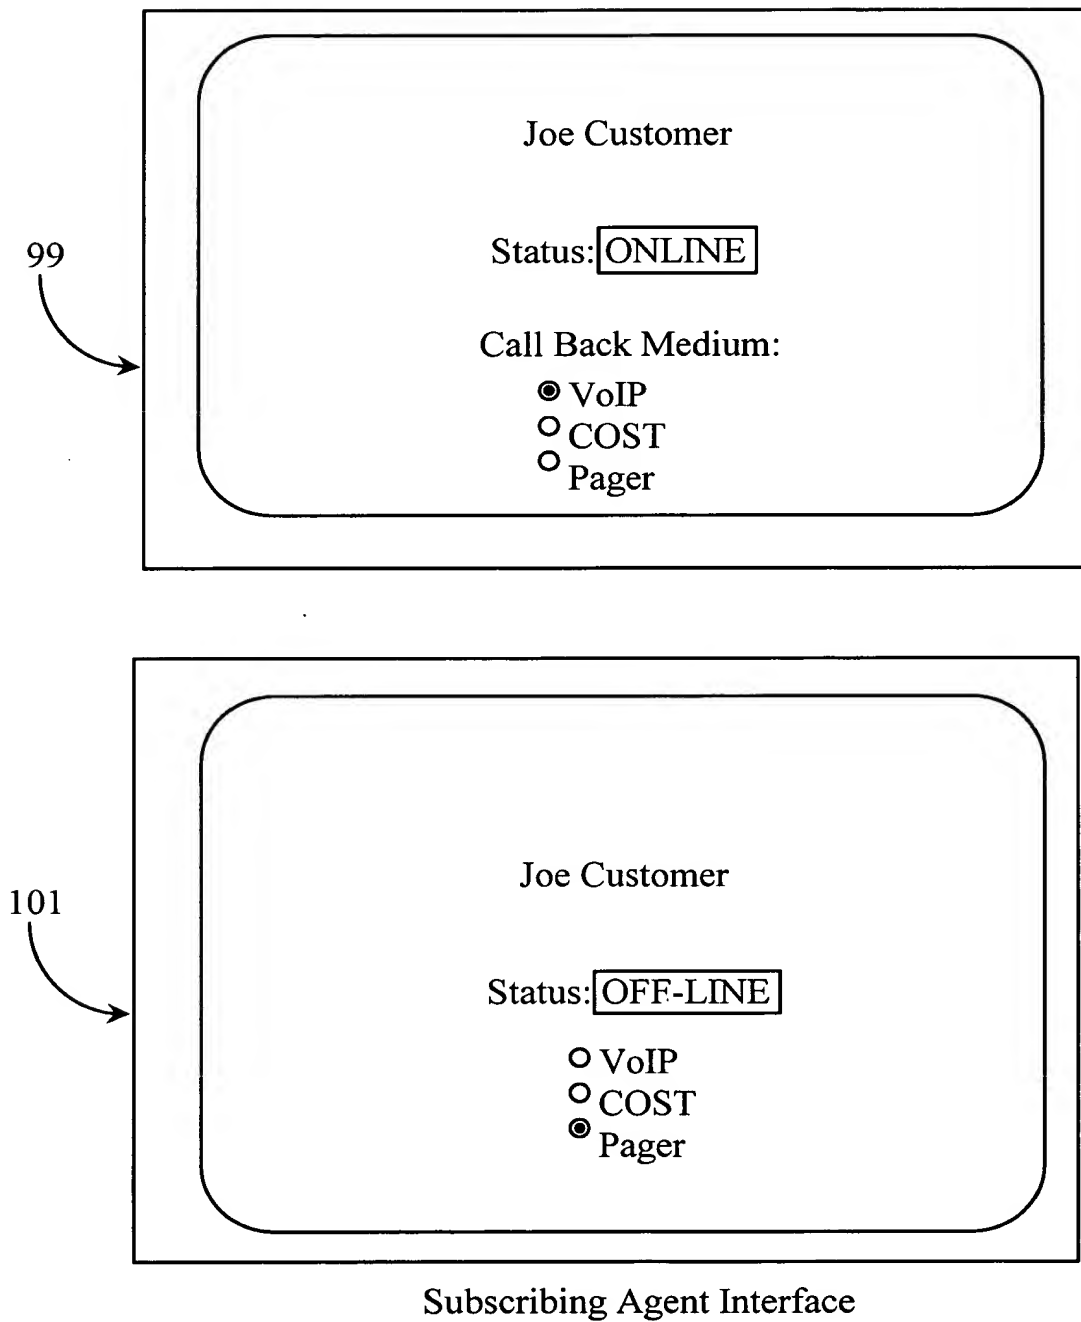 Joe Customer
99
Status: ONLINE
Call Back Medium:
VoIP
COST
Pager
Joe Customer
101
Status: OFF-LINE
VoIP
COST
Pager
Subscribing Agent Interface